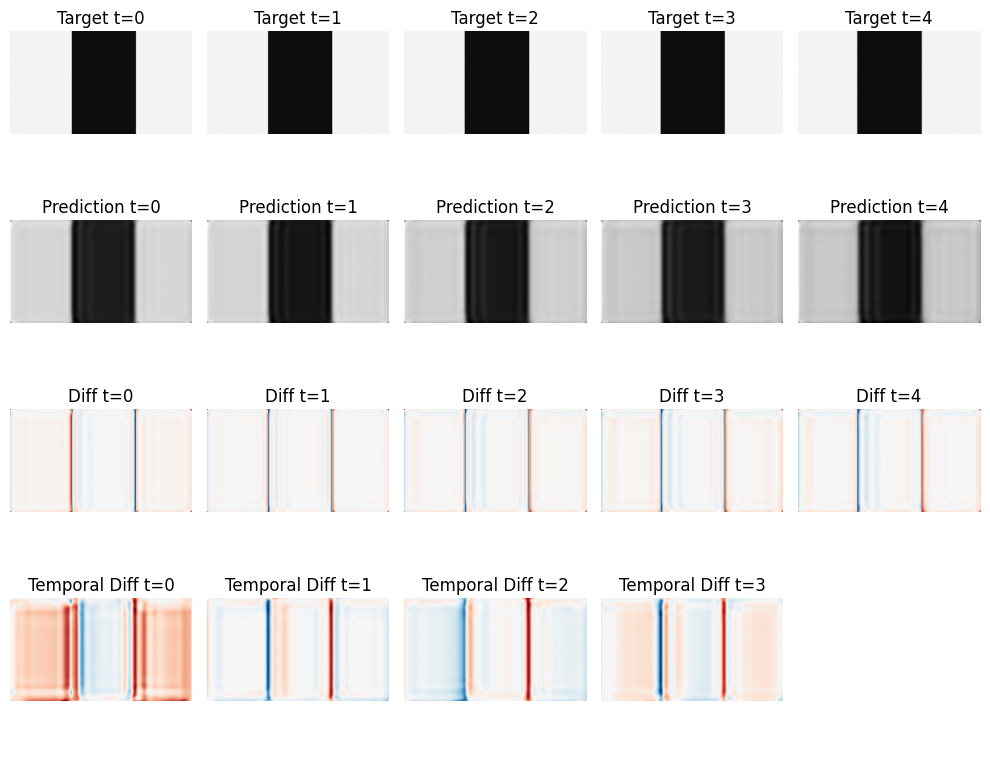 Target t=0 Target t=1 Target t=2 Target t=3 Target t=4
Prediction t=0 Prediction t=1 Prediction t=2 Prediction t=3 Prediction t=4
Diff t=0 Diff t=1 Diff t=2 Diff t=3 Diff t=4
Temporal Diff t=0 Temporal Diff t=1 Temporal Diff t=2 Temporal Diff t=3